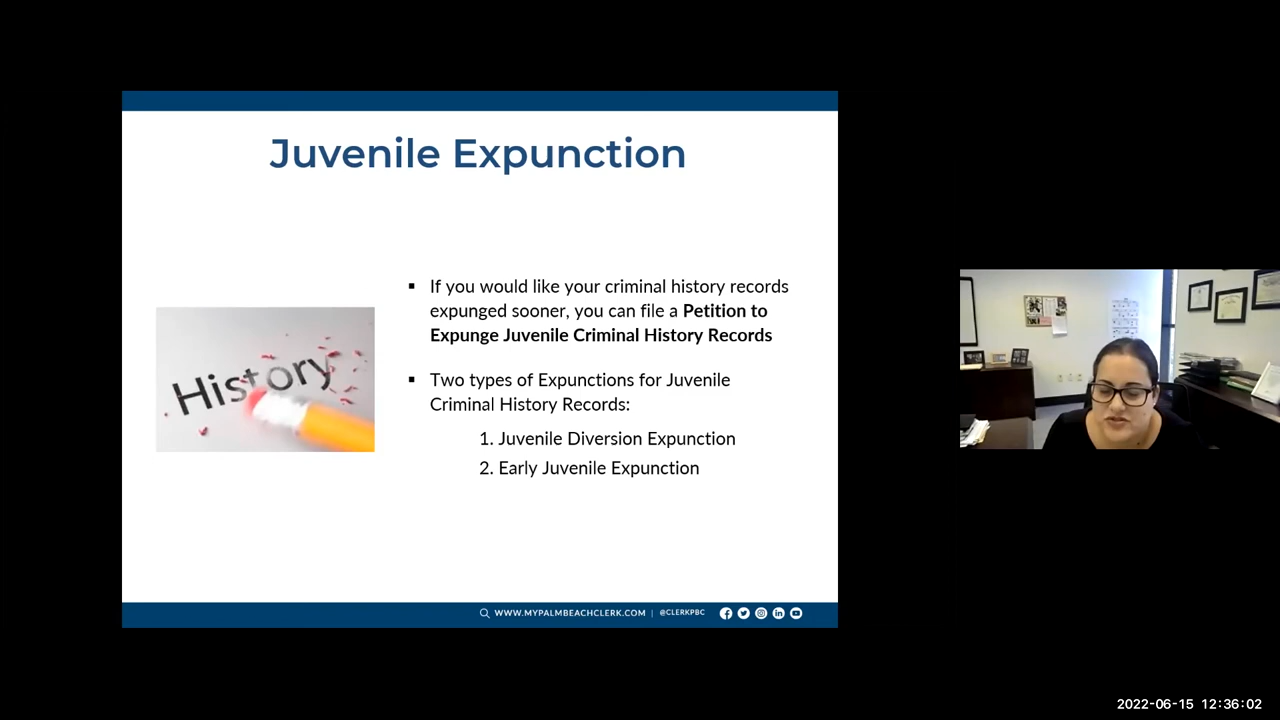 Juvenile Expunction
▪ If you would like your criminal history records
expunged sooner, you can file a Petition to
Expunge Juvenile Criminal History Records
History
▪ Two types of Expunctions for Juvenile
Criminal History Records:
1. Juvenile Diversion Expunction
2. Early Juvenile Expunction
WWW.MYPALMBEACHCLERK.COM | @CLERKPBC
2022-06-15 12:36:02